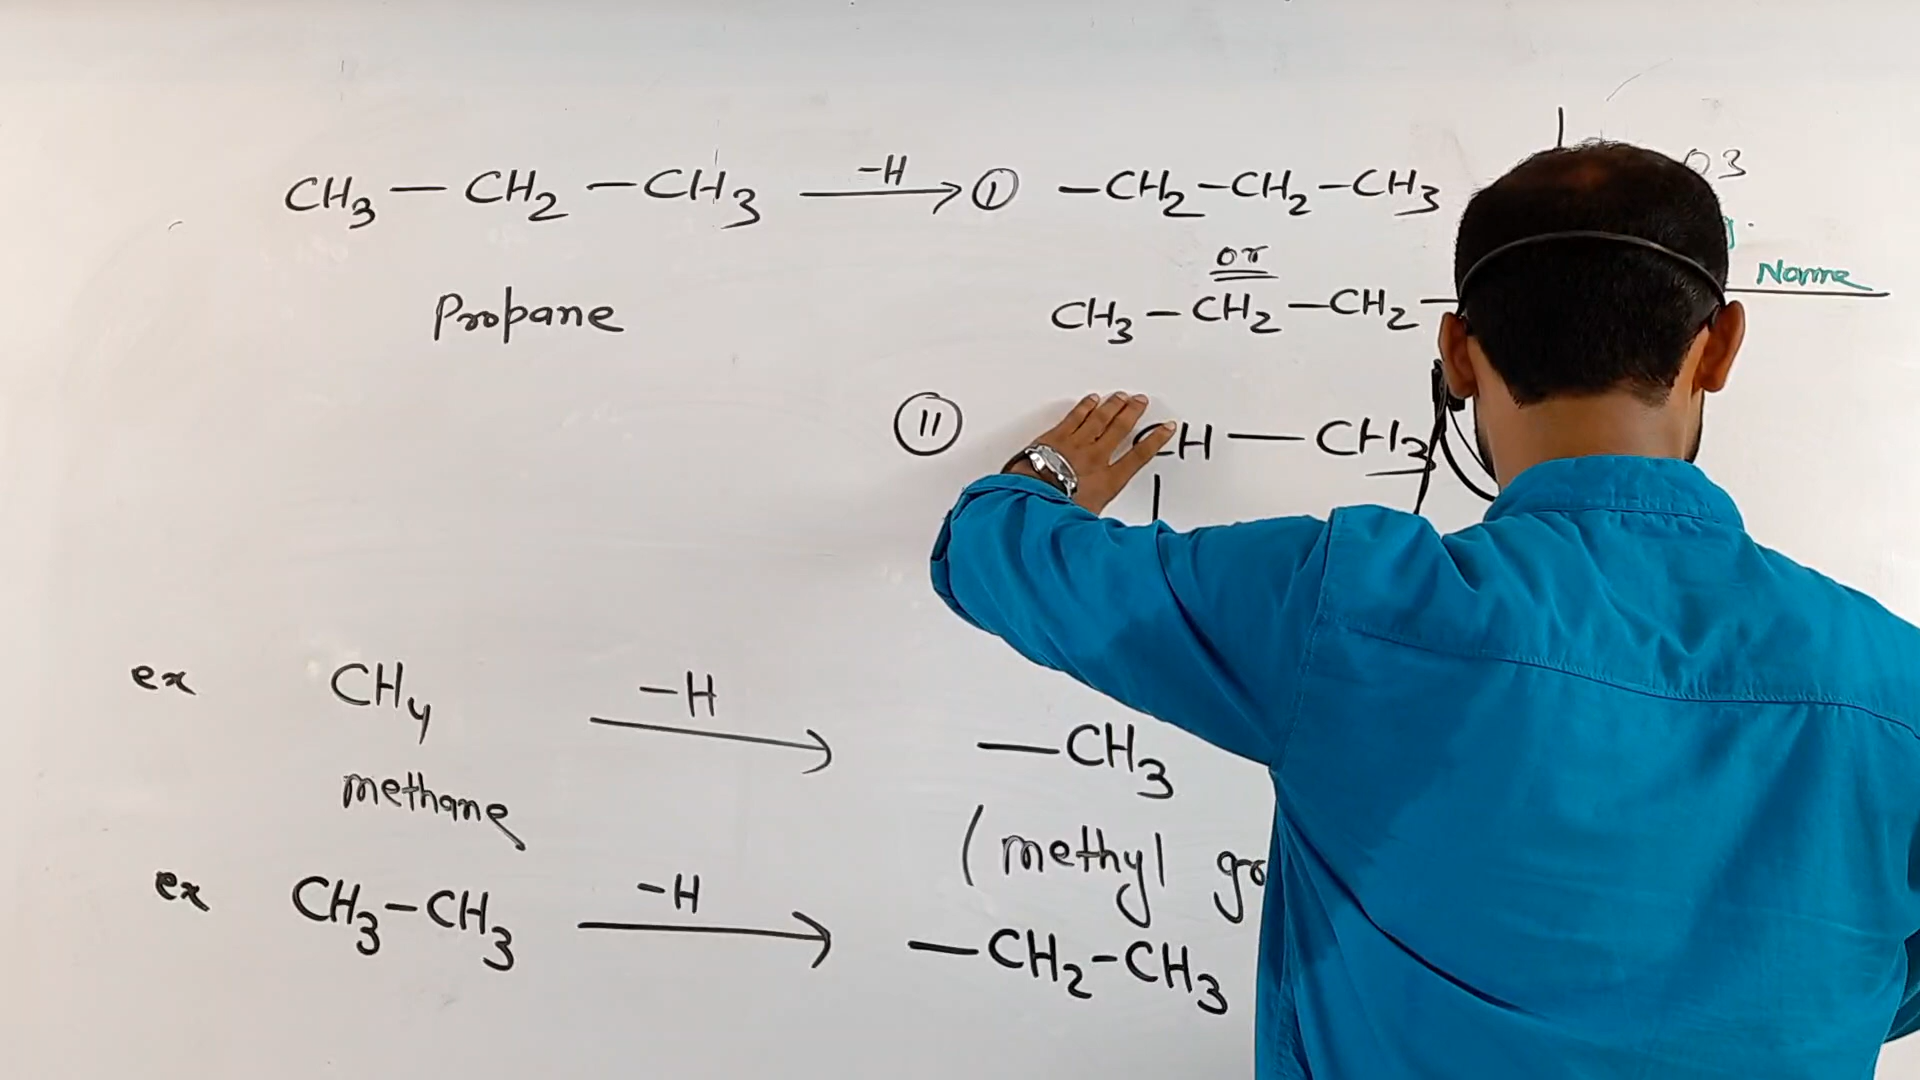 CH3 — CH2 — CH3 —H→ ① —CH2—CH2—CH3
or
Propane
CH3 — CH2 — CH2 —
Name
⑪ CH — CH3
ex CH4 —H→ —CH3
methane
(methyl
ex CH3—CH3 —H→ —CH2—CH3